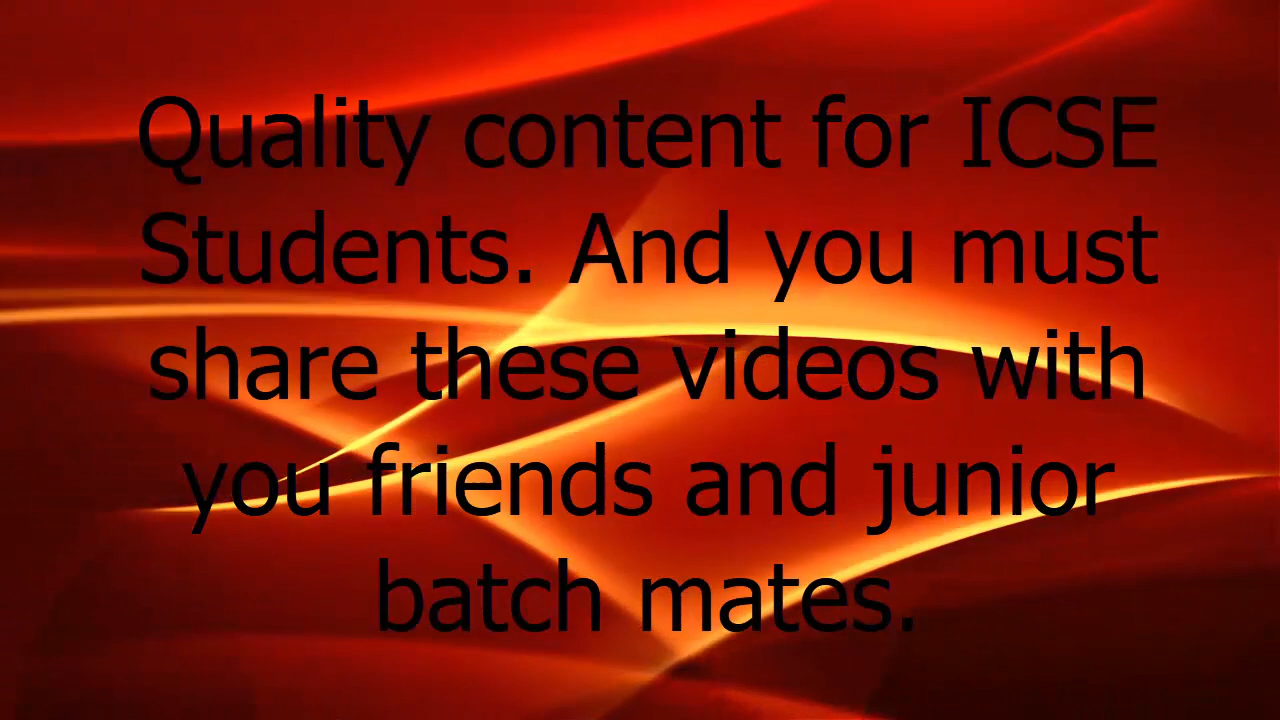 Quality content for ICSE
Students. And you must
share these videos with
you friends and junior
batch mates.